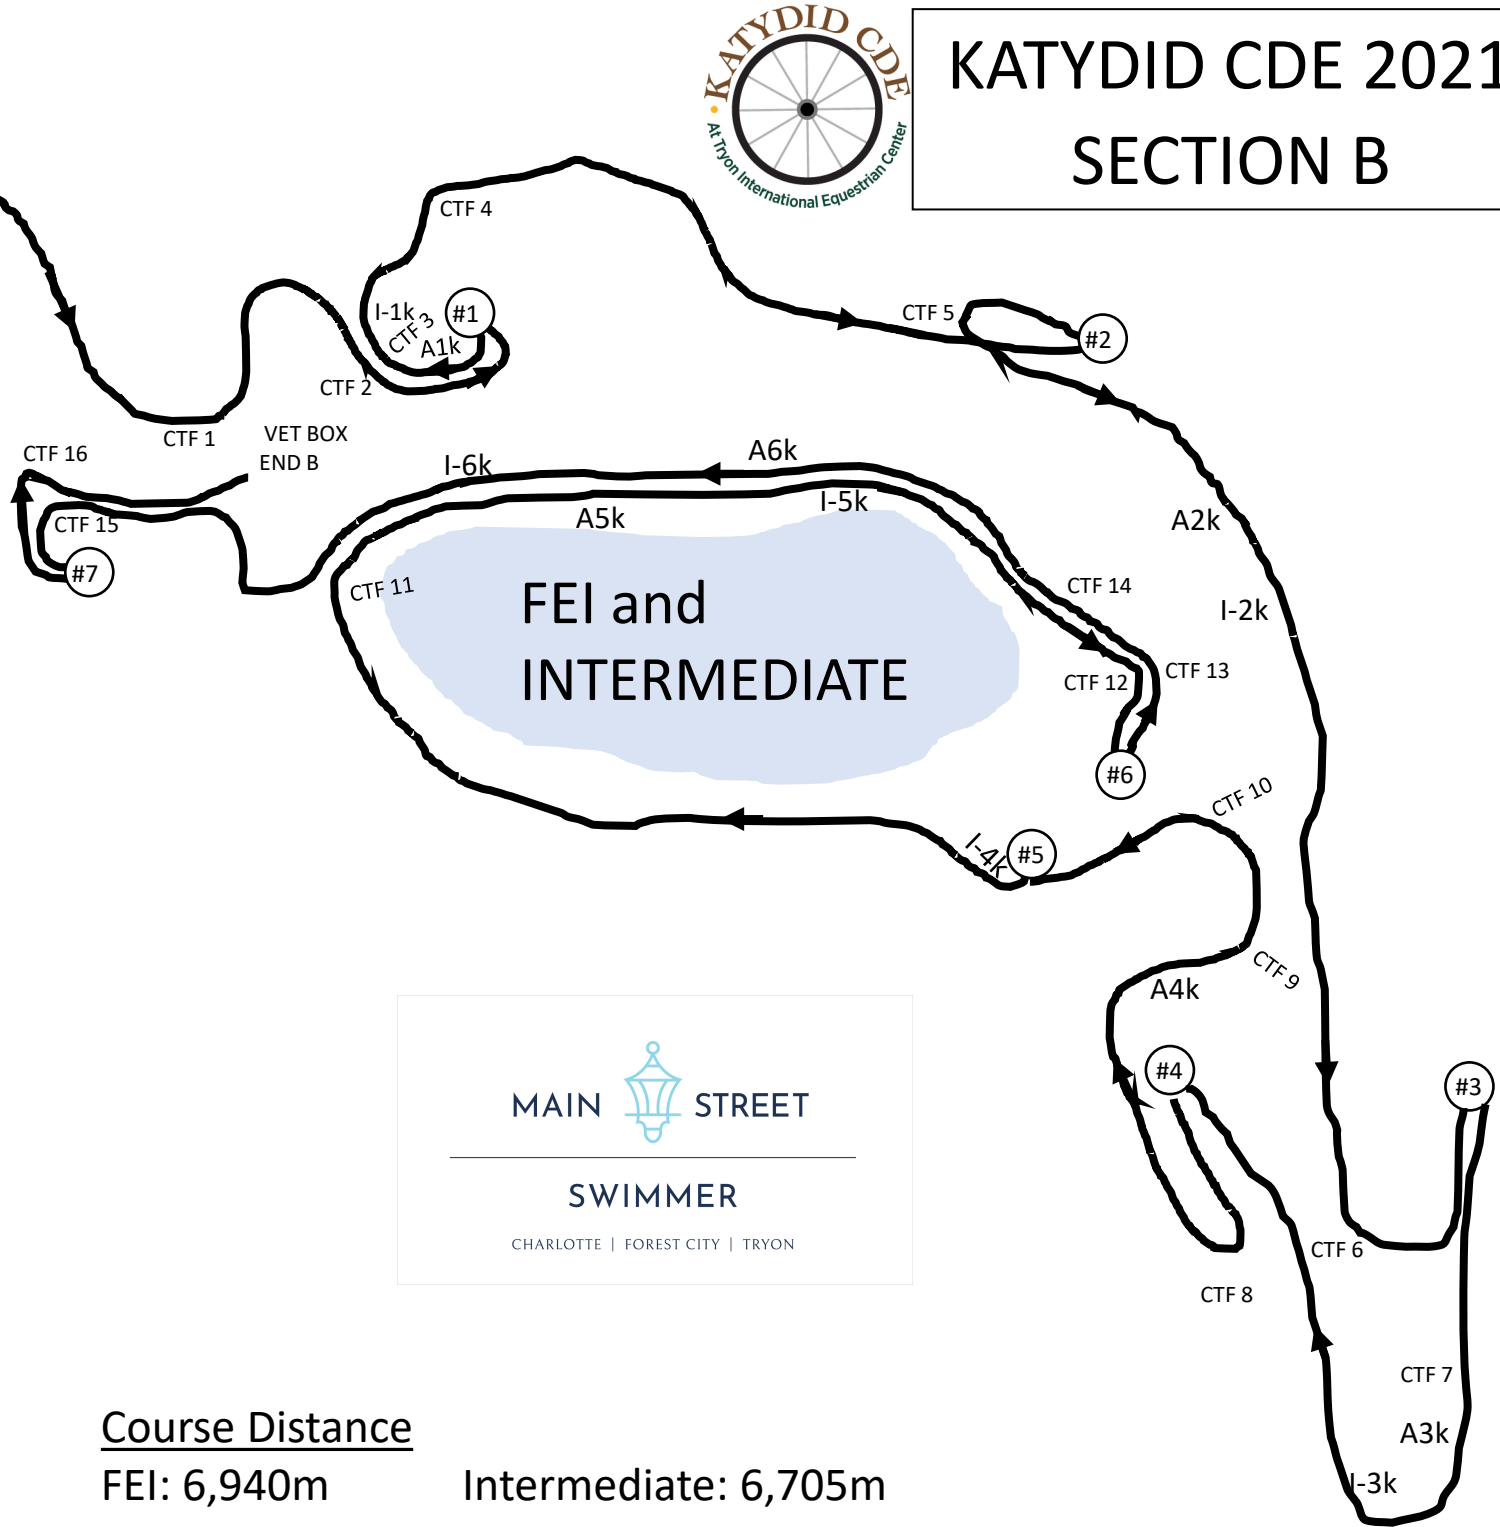 KATYDID CDE
At Tryon International Equestrian Center
KATYDID CDE 2021
SECTION B
CTF 4
I-1k
CTF 3
#1
A1k
CTF 2
CTF 5
#2
CTF 1
VET BOX
END B
CTF 16
I-6k
A6k
I-5k
A5k
A2k
CTF 15
#7
CTF 11
CTF 14
FEI and
INTERMEDIATE
I-2k
CTF 12
CTF 13
#6
CTF 10
I-4k
#5
CTF 9
A4k
#4
#3
MAIN STREET
SWIMMER
CHARLOTTE | FOREST CITY | TRYON
CTF 6
CTF 8
CTF 7
A3k
I-3k
Course Distance
FEI: 6,940m Intermediate: 6,705m